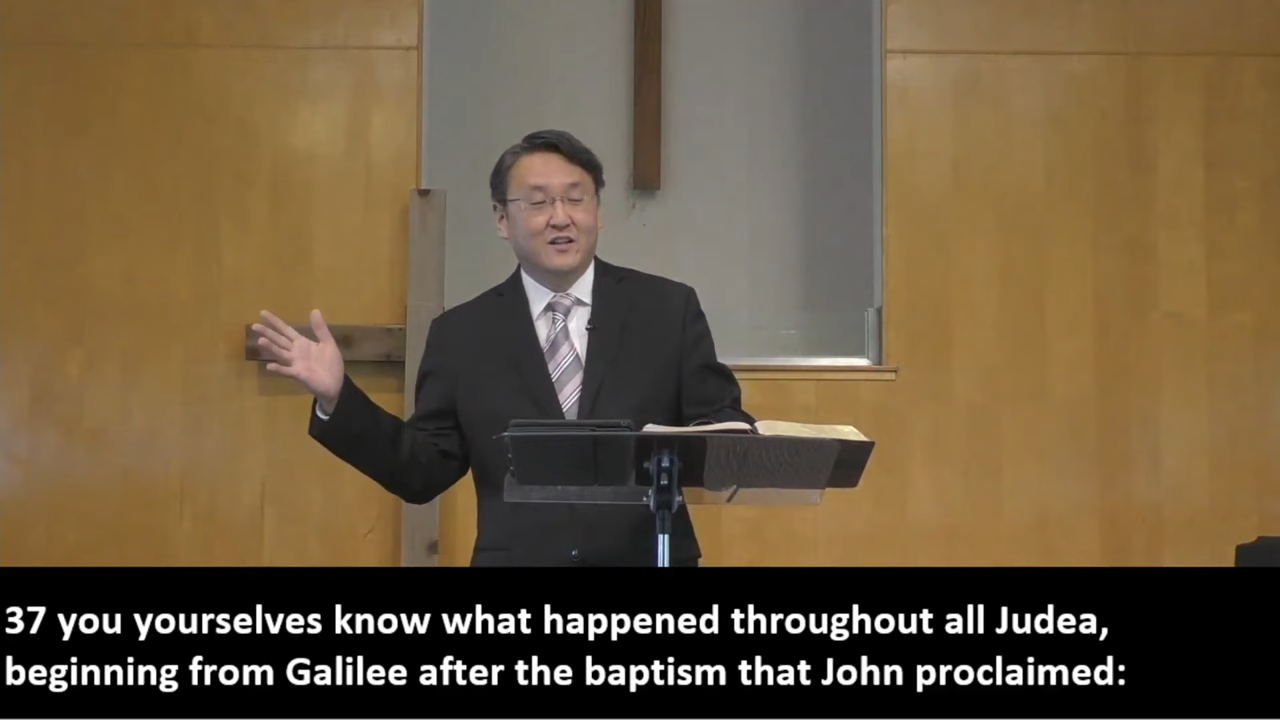 37 you yourselves know what happened throughout all Judea,
beginning from Galilee after the baptism that John proclaimed: